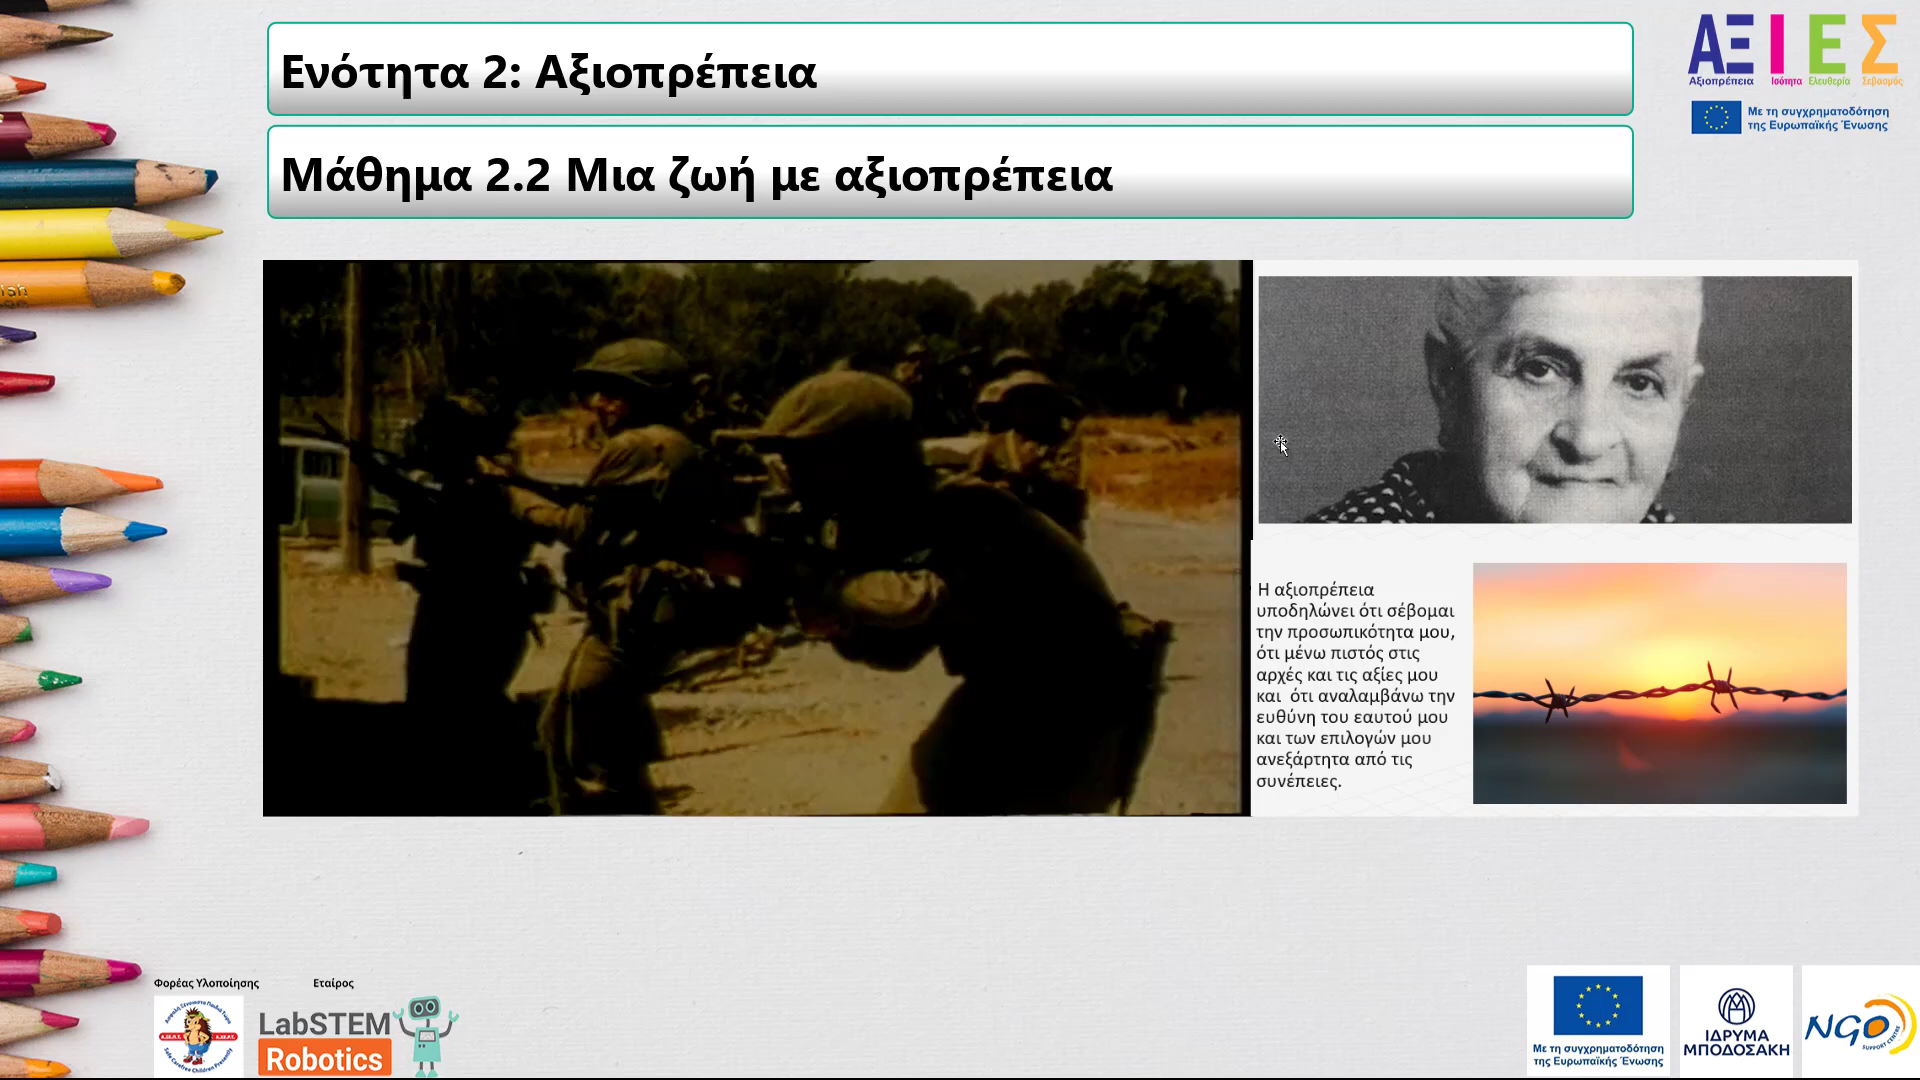 Ενότητα 2: Αξιοπρέπεια
Μάθημα 2.2 Μια ζωή με αξιοπρέπεια
ΑΞΙΕΣ
Αξιοπρέπεια Ισότητα Ελευθερία Σεβασμός
Με τη συγχρηματοδότηση
της Ευρωπαϊκής Ένωσης
Η αξιοπρέπεια
υποδηλώνει ότι σέβομαι
την προσωπικότητα μου,
ότι μένω πιστός στις
αρχές και τις αξίες μου
και ότι αναλαμβάνω την
ευθύνη του εαυτού μου
και των επιλογών μου
ανεξάρτητα από τις
συνέπειες.
Φορέας Υλοποίησης
Εταίρος
LabSTEM
Robotics
Με τη συγχρηματοδότηση
της Ευρωπαϊκής Ένωσης
ΙΔΡΥΜΑ
ΜΠΟΔΟΣΑΚΗ
NGO
SUPPORT CENTRE